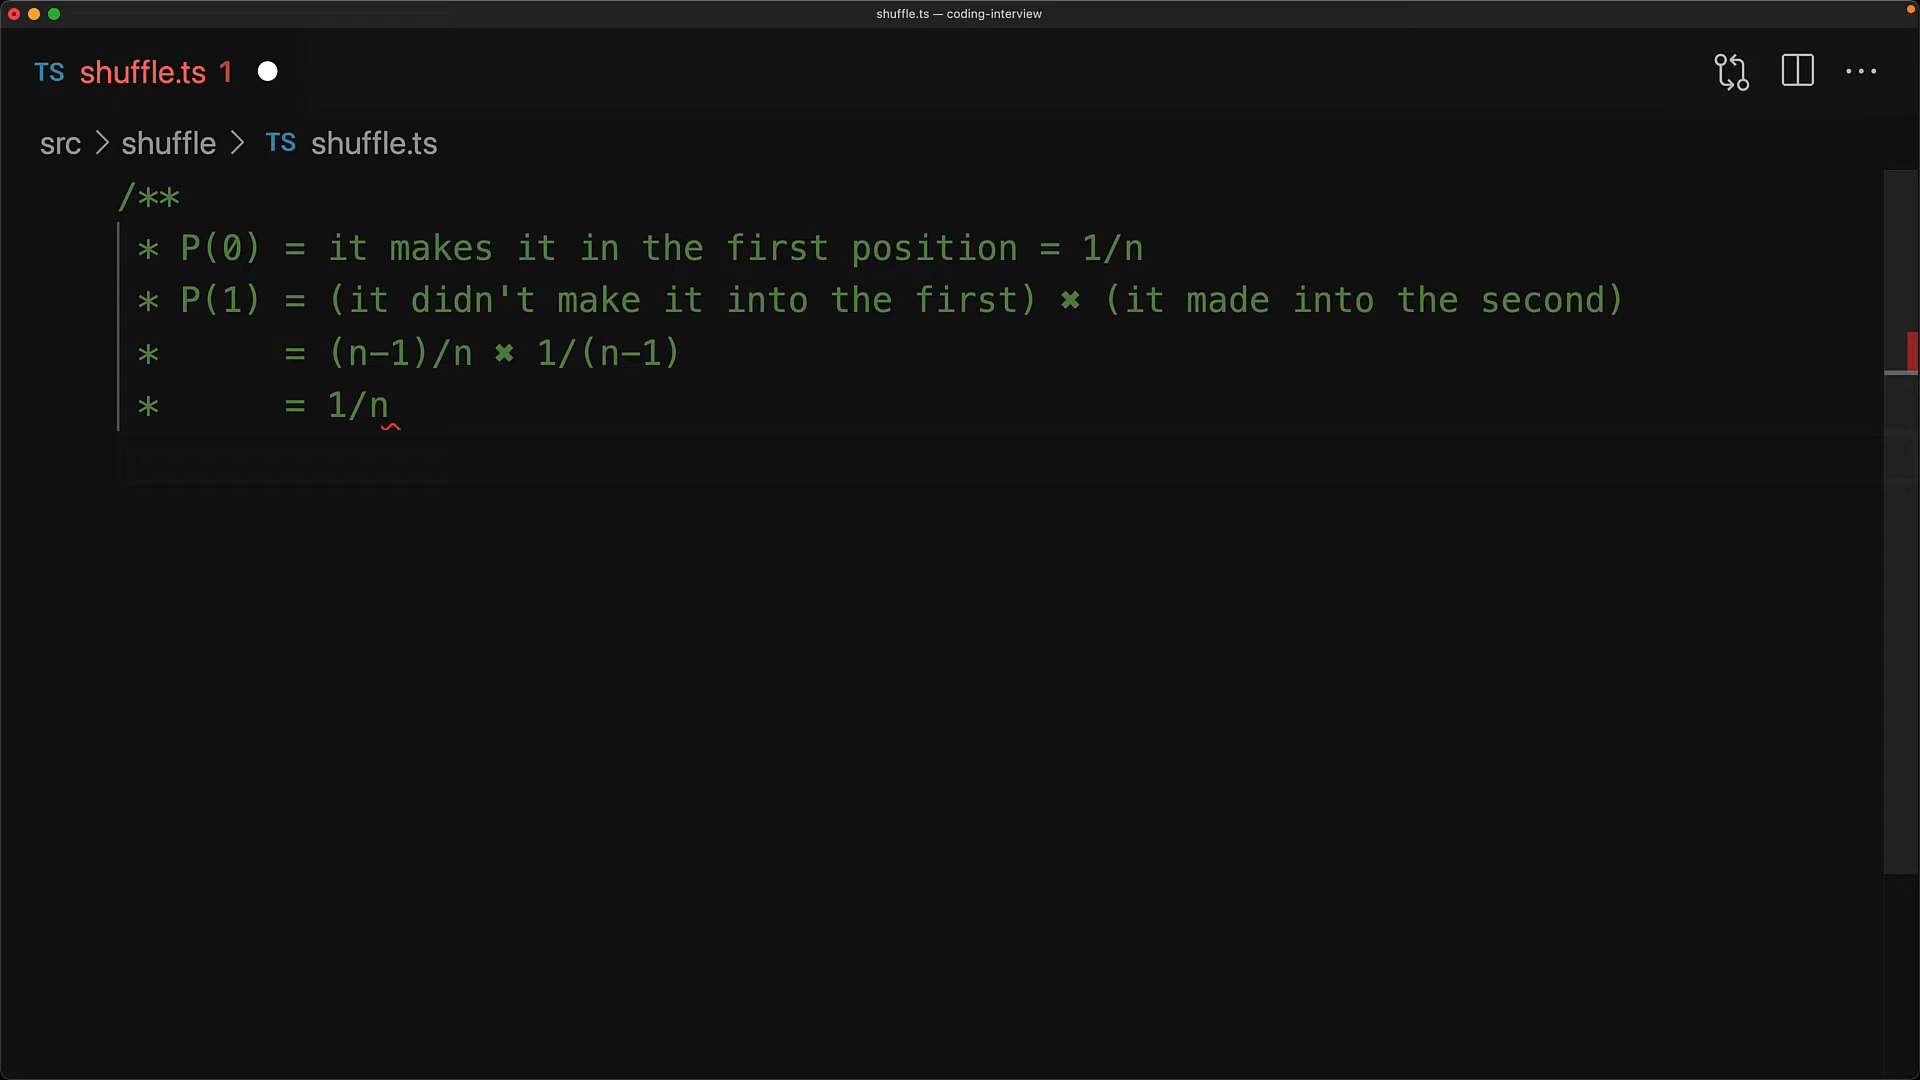 shuffle.ts — coding-interview
TS shuffle.ts 1
src > shuffle > TS shuffle.ts
/**
* P(0) = it makes it in the first position = 1/n
* P(1) = (it didn't make it into the first) ✖ (it made into the second)
*      = (n-1)/n ✖ 1/(n-1)
*      = 1/n